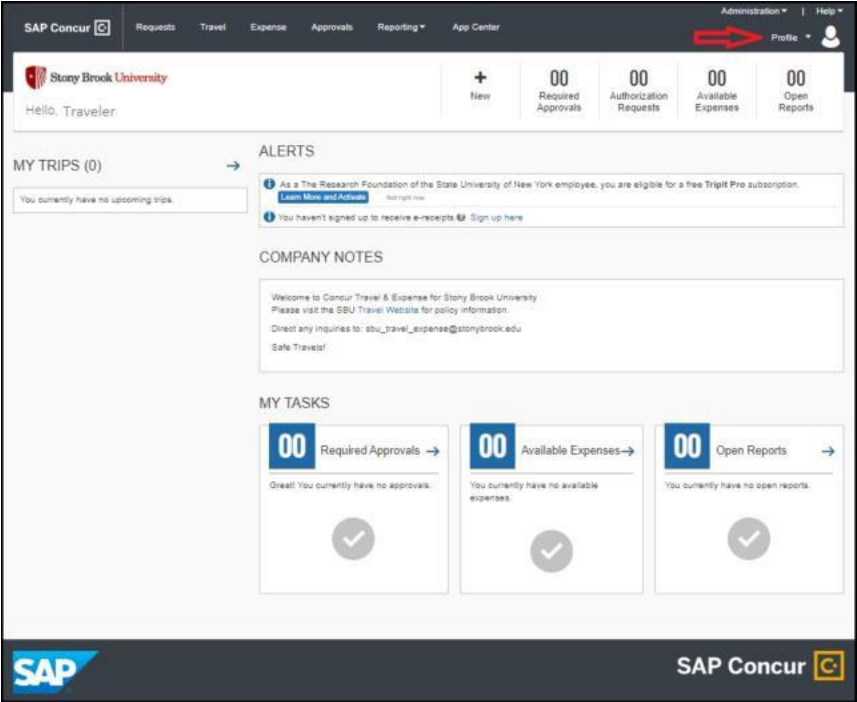 Administration | Help
SAP Concur C Requests Travel Expense Approvals Reporting App Center
Profile
Stony Brook University
Hello, Traveler
+ 00 00 00 00
New Required Authorization Available Open
Approvals Requests Expenses Reports
MY TRIPS (0)
You currently have no upcoming trips.
ALERTS
As a The Research Foundation of the State University of New York employee, you are eligible for a free TripIt Pro subscription.
Learn More and Activate Not right now
You haven't signed up to receive e-receipts. Sign up here
COMPANY NOTES
Welcome to Concur Travel & Expense for Stony Brook University
Please visit the SBU Travel Website for policy information.
Direct any inquiries to: sbu_travel_expense@stonybrook.edu
Safe Travels!
MY TASKS
00 Required Approvals
Great! You currently have no approvals.
00 Available Expenses
You currently have no available
expenses.
00 Open Reports
You currently have no open reports.
SAP
SAP Concur C